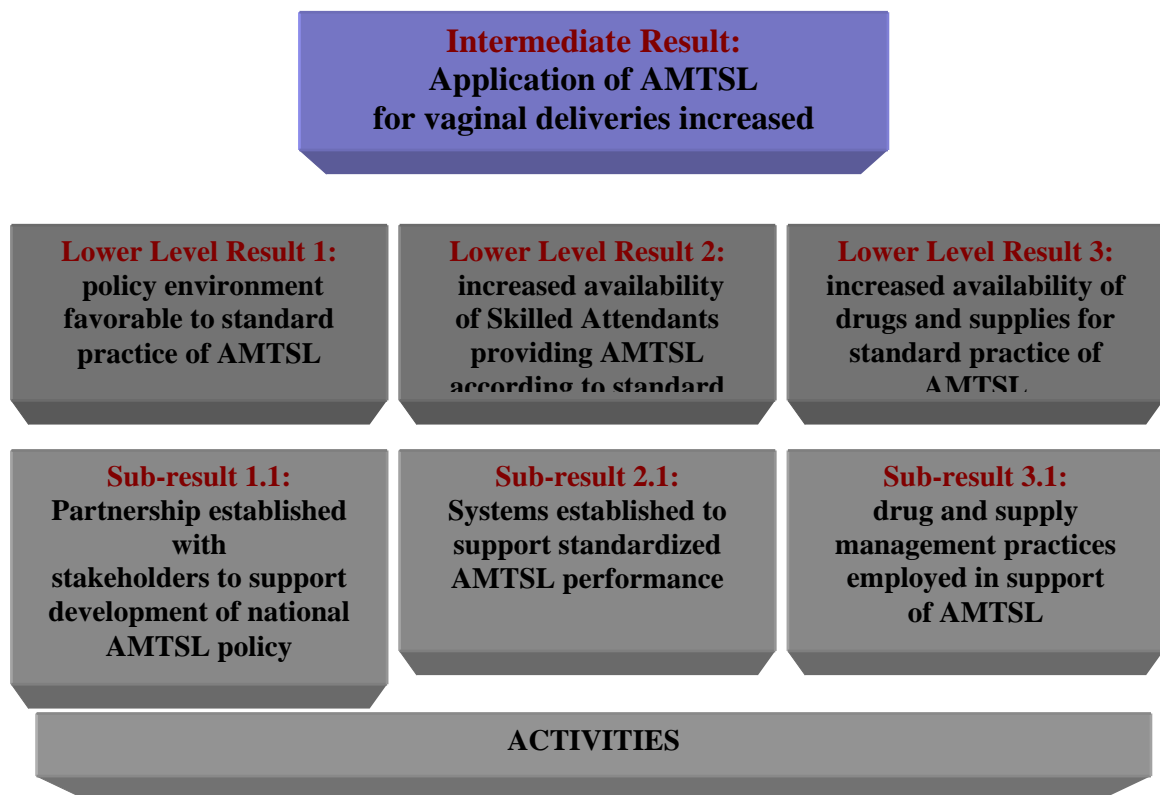 Intermediate Result:
Application of AMTSL
for vaginal deliveries increased
Lower Level Result 1:
policy environment
favorable to standard
practice of AMTSL
Lower Level Result 2:
increased availability
of Skilled Attendants
providing AMTSL
according to standard
Lower Level Result 3:
increased availability of
drugs and supplies for
standard practice of
AMTSL
Sub-result 1.1:
Partnership established
with
stakeholders to support
development of national
AMTSL policy
Sub-result 2.1:
Systems established to
support standardized
AMTSL performance
Sub-result 3.1:
drug and supply
management practices
employed in support
of AMTSL
ACTIVITIES